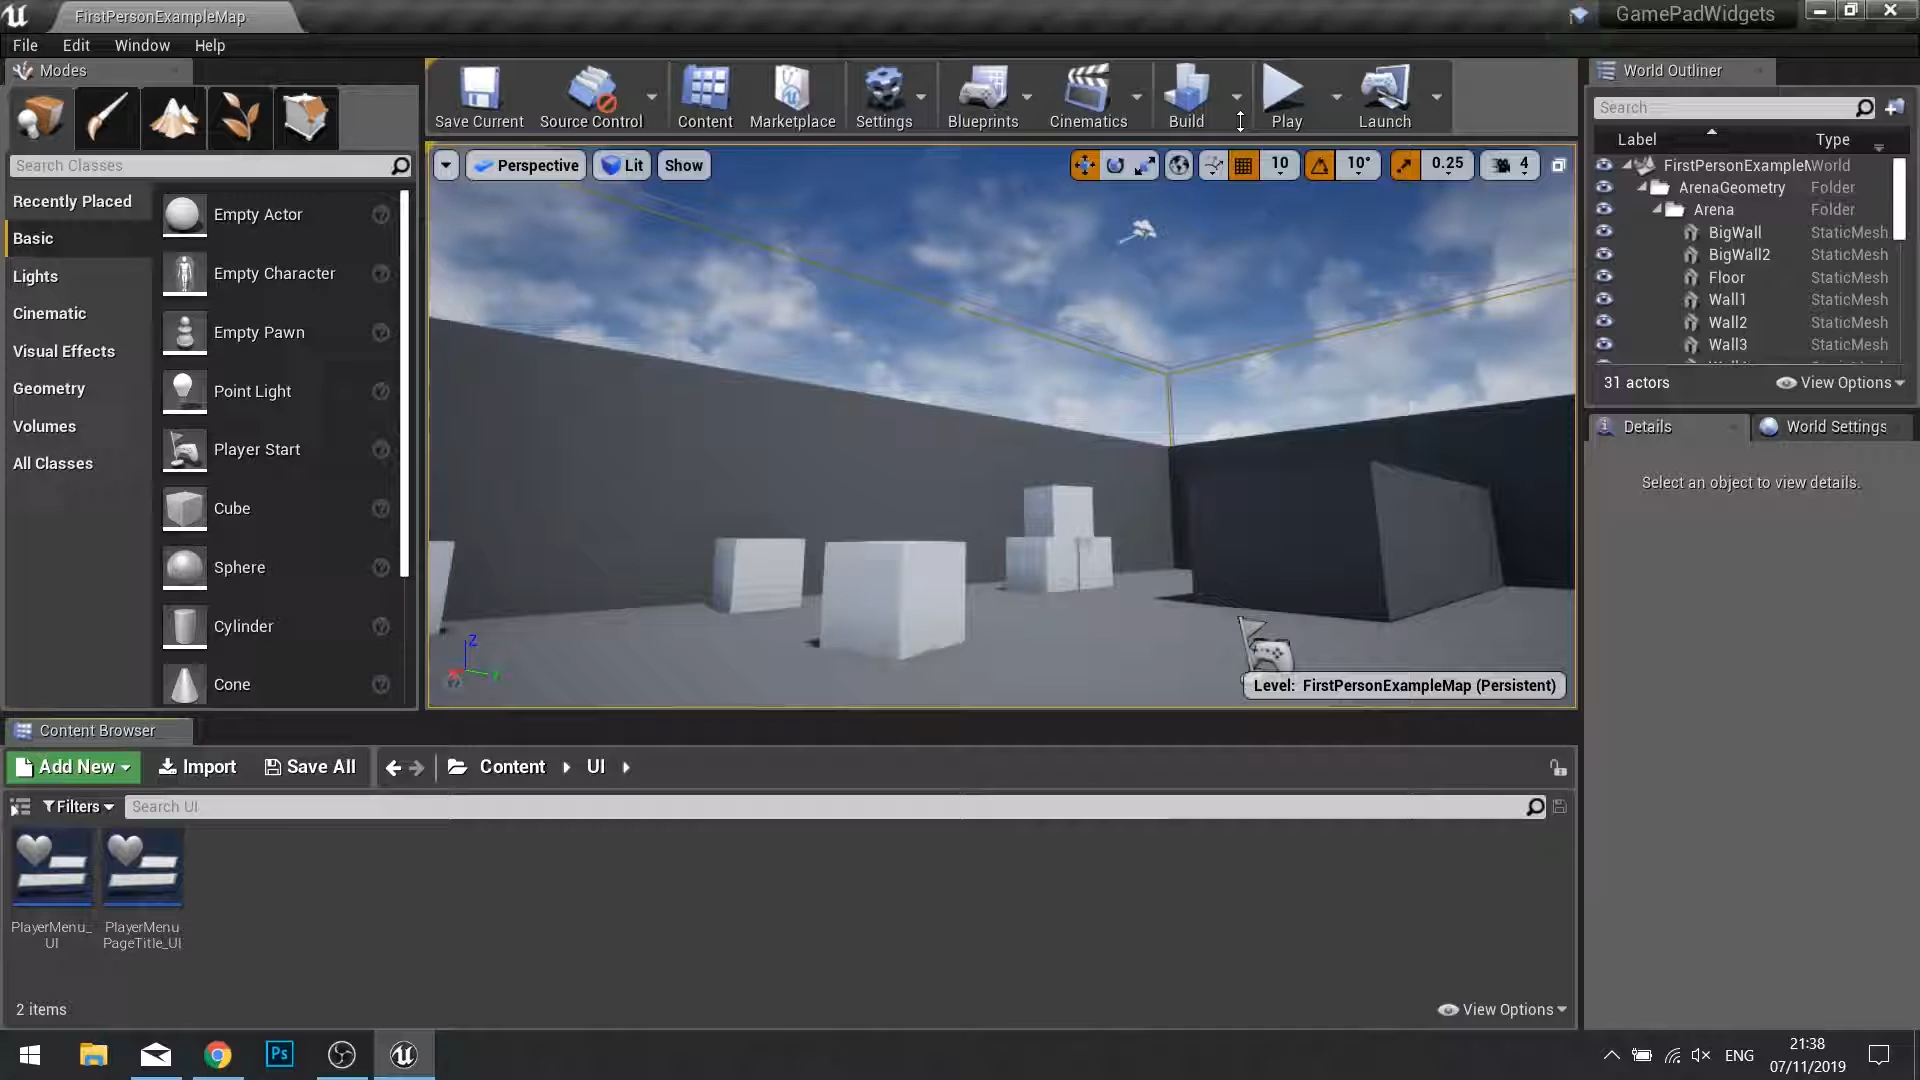 FirstPersonExampleMap
GamePadWidgets
File
Edit
Window
Help
Modes
Save Current
Source Control
Content
Marketplace
Settings
Blueprints
Cinematics
Build
Play
Launch
World Outliner
Search
Label
Type
Search Classes
Perspective
Lit
Show
10
10°
0.25
4
Recently Placed
Basic
Lights
Cinematic
Visual Effects
Geometry
Volumes
All Classes
Empty Actor
Empty Character
Empty Pawn
Point Light
Player Start
Cube
Sphere
Cylinder
Cone
World
ArenaGeometry
Folder
Arena
Folder
BigWall
StaticMesh
BigWall2
StaticMesh
Floor
StaticMesh
Wall1
StaticMesh
Wall2
StaticMesh
Wall3
StaticMesh
31 actors
View Options
Details
World Settings
Select an object to view details.
Z
Level: FirstPersonExampleMap (Persistent)
Content Browser
Add New
Import
Save All
Content
UI
Filters
Search UI
PlayerMenu_
UI
PlayerMenu
PageTitle_UI
2 items
View Options
Ps
ENG
21:38
07/11/2019